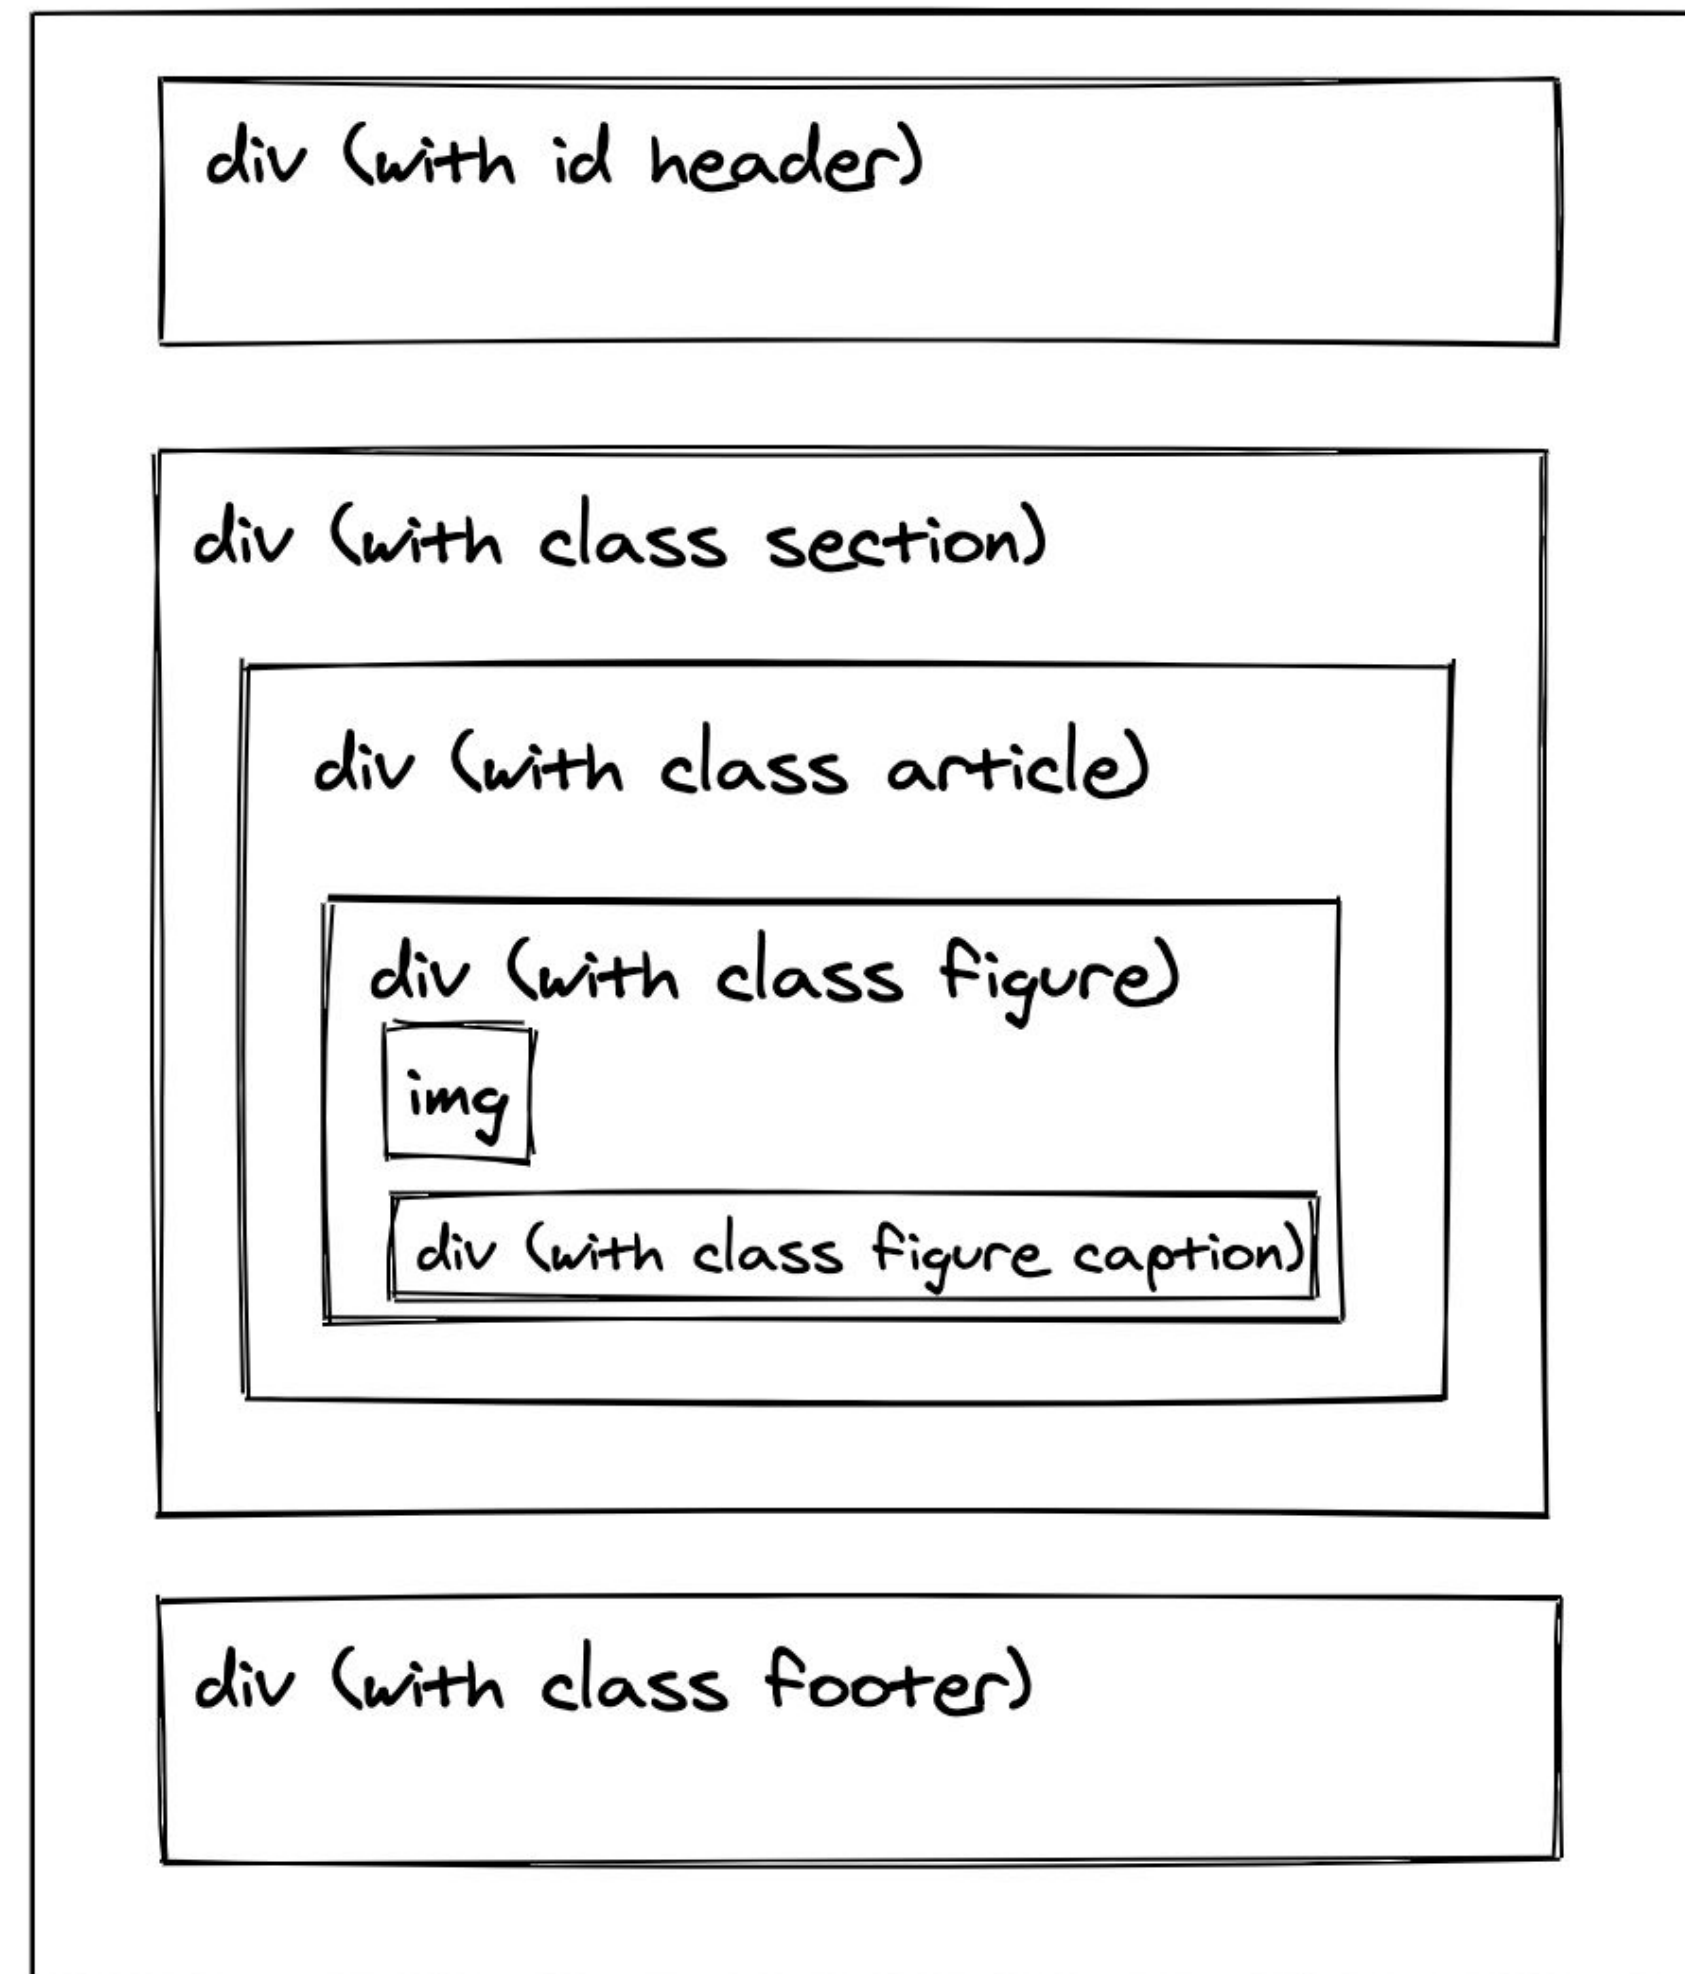 div (with id header)
div (with class section)
div (with class article)
div (with class figure)
img
div (with class figure caption)
div (with class footer)